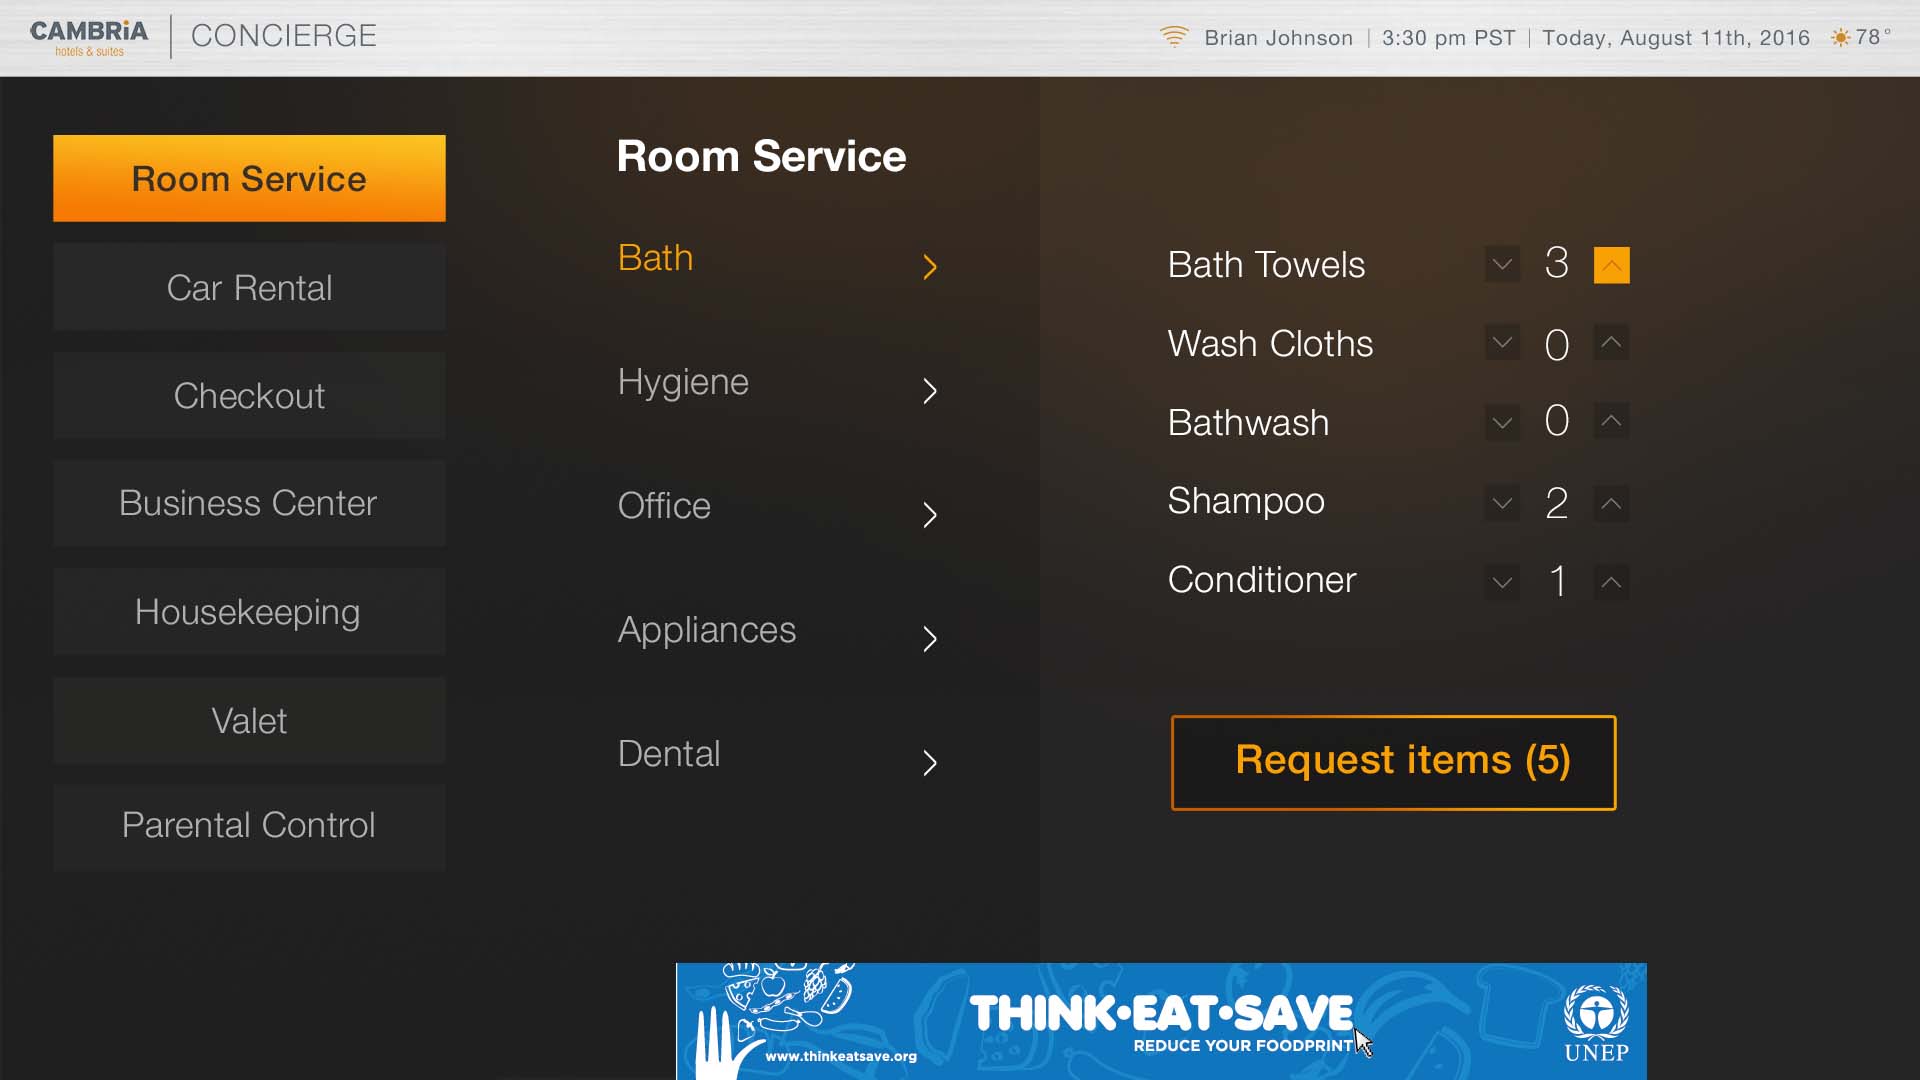 CAMBRiA
hotels & suites
CONCIERGE
Brian Johnson | 3:30 pm PST | Today, August 11th, 2016 78°
Room Service
Car Rental
Checkout
Business Center
Housekeeping
Valet
Parental Control
Room Service
Bath
Hygiene
Office
Appliances
Dental
Bath Towels 3
Wash Cloths 0
Bathwash 0
Shampoo 2
Conditioner 1
Request items (5)
www.thinkeatsave.org
THINK•EAT•SAVE
REDUCE YOUR FOODPRINT
UNEP